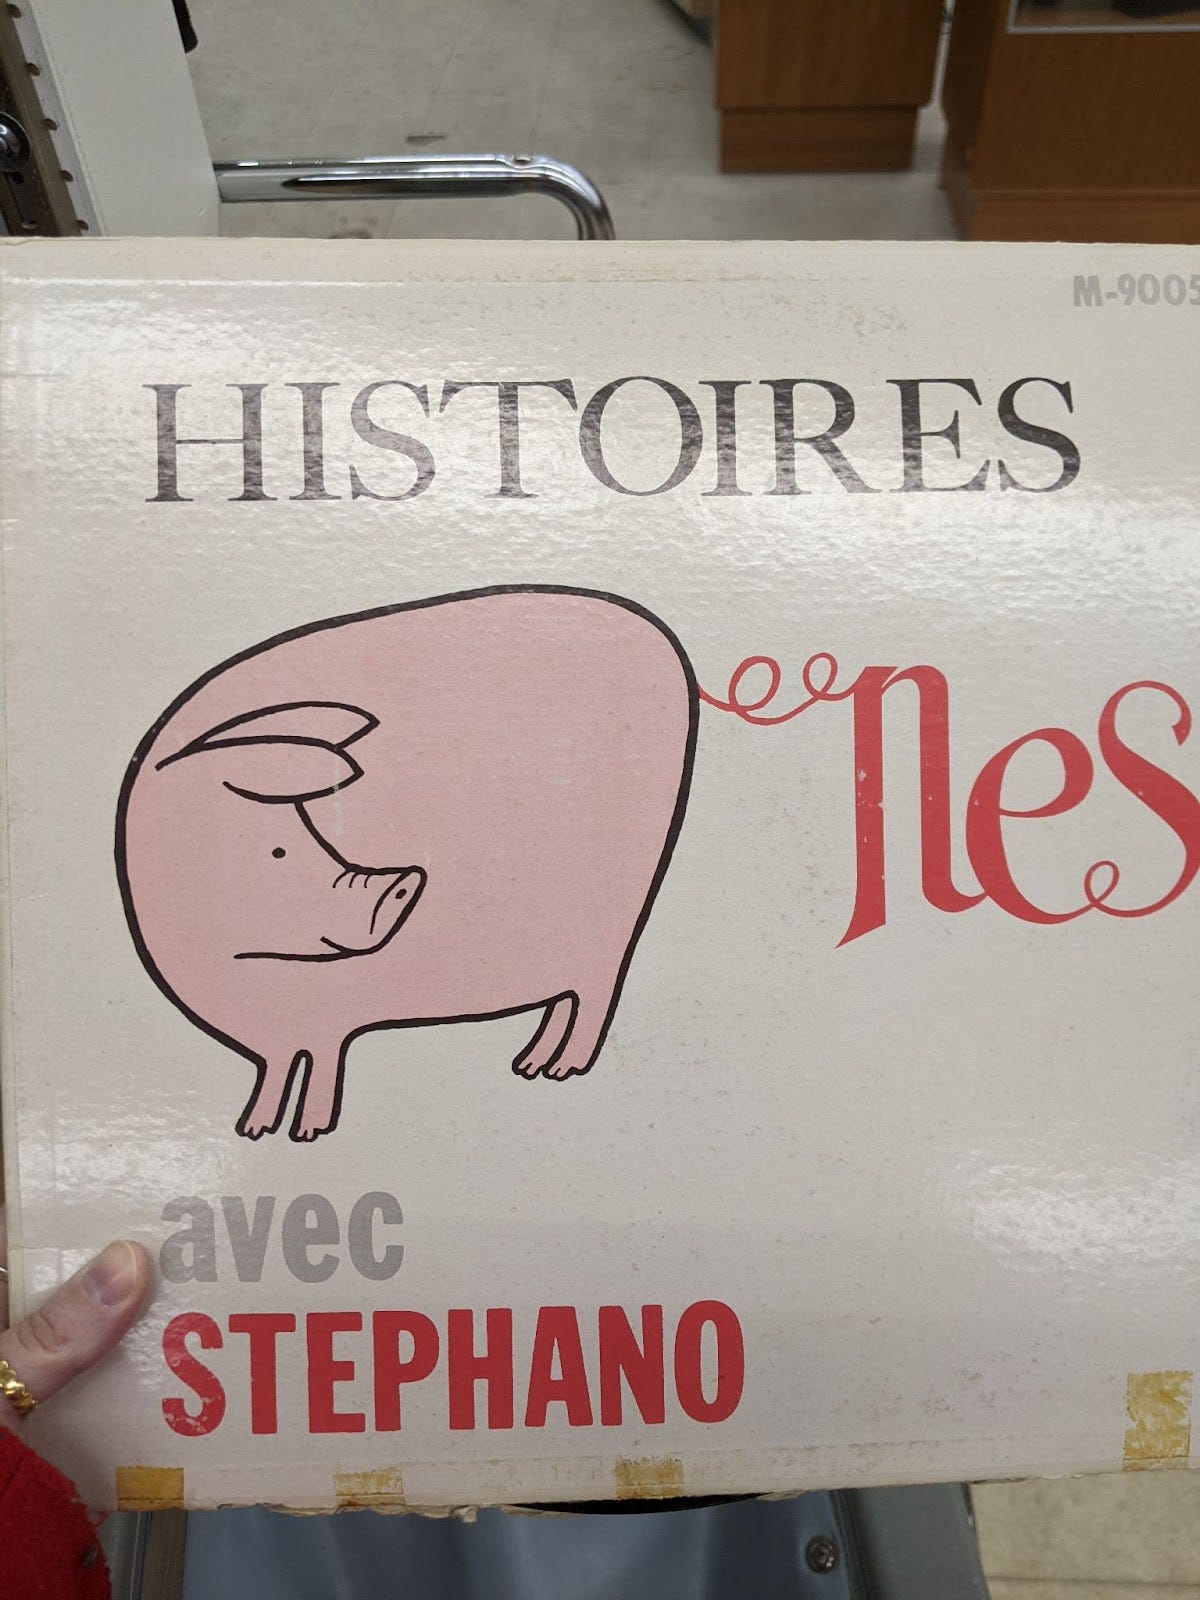 M-9005
HISTOIRES
nes
avec
STEPHANO